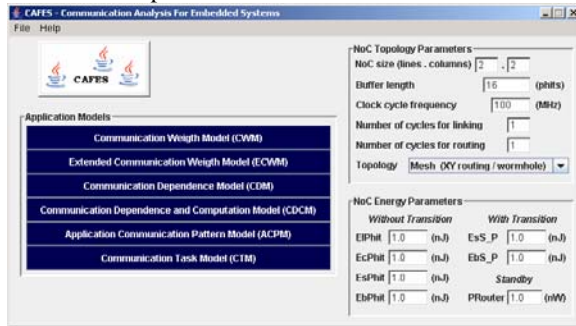 CAFES - Communication Analysis For Embedded Systems
File Help
CAFES
Application Models
Communication Weigth Model (CWM)
Extended Communication Weigth Model (ECWM)
Communication Dependence Model (CDM)
Communication Dependence and Computation Model (CDCM)
Application Communication Pattern Model (ACPM)
Communication Task Model (CTM)
NoC Topology Parameters
NoC size (lines . columns) 2 . 2
Buffer length 16 (phits)
Clock cycle frequency 100 (MHz)
Number of cycles for linking 1
Number of cycles for routing 1
Topology Mesh (XY routing / wormhole)
NoC Energy Parameters
Without Transition With Transition
ElPhit 1.0 (nJ) EsS_P 1.0 (nJ)
EcPhit 1.0 (nJ) EbS_P 1.0 (nJ)
EsPhit 1.0 (nJ) Standby
EbPhit 1.0 (nJ) PRouter 1.0 (nW)